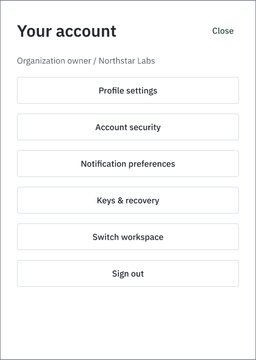 Your account
Close
Organization owner / Northstar Labs
Profile settings
Account security
Notification preferences
Keys & recovery
Switch workspace
Sign out